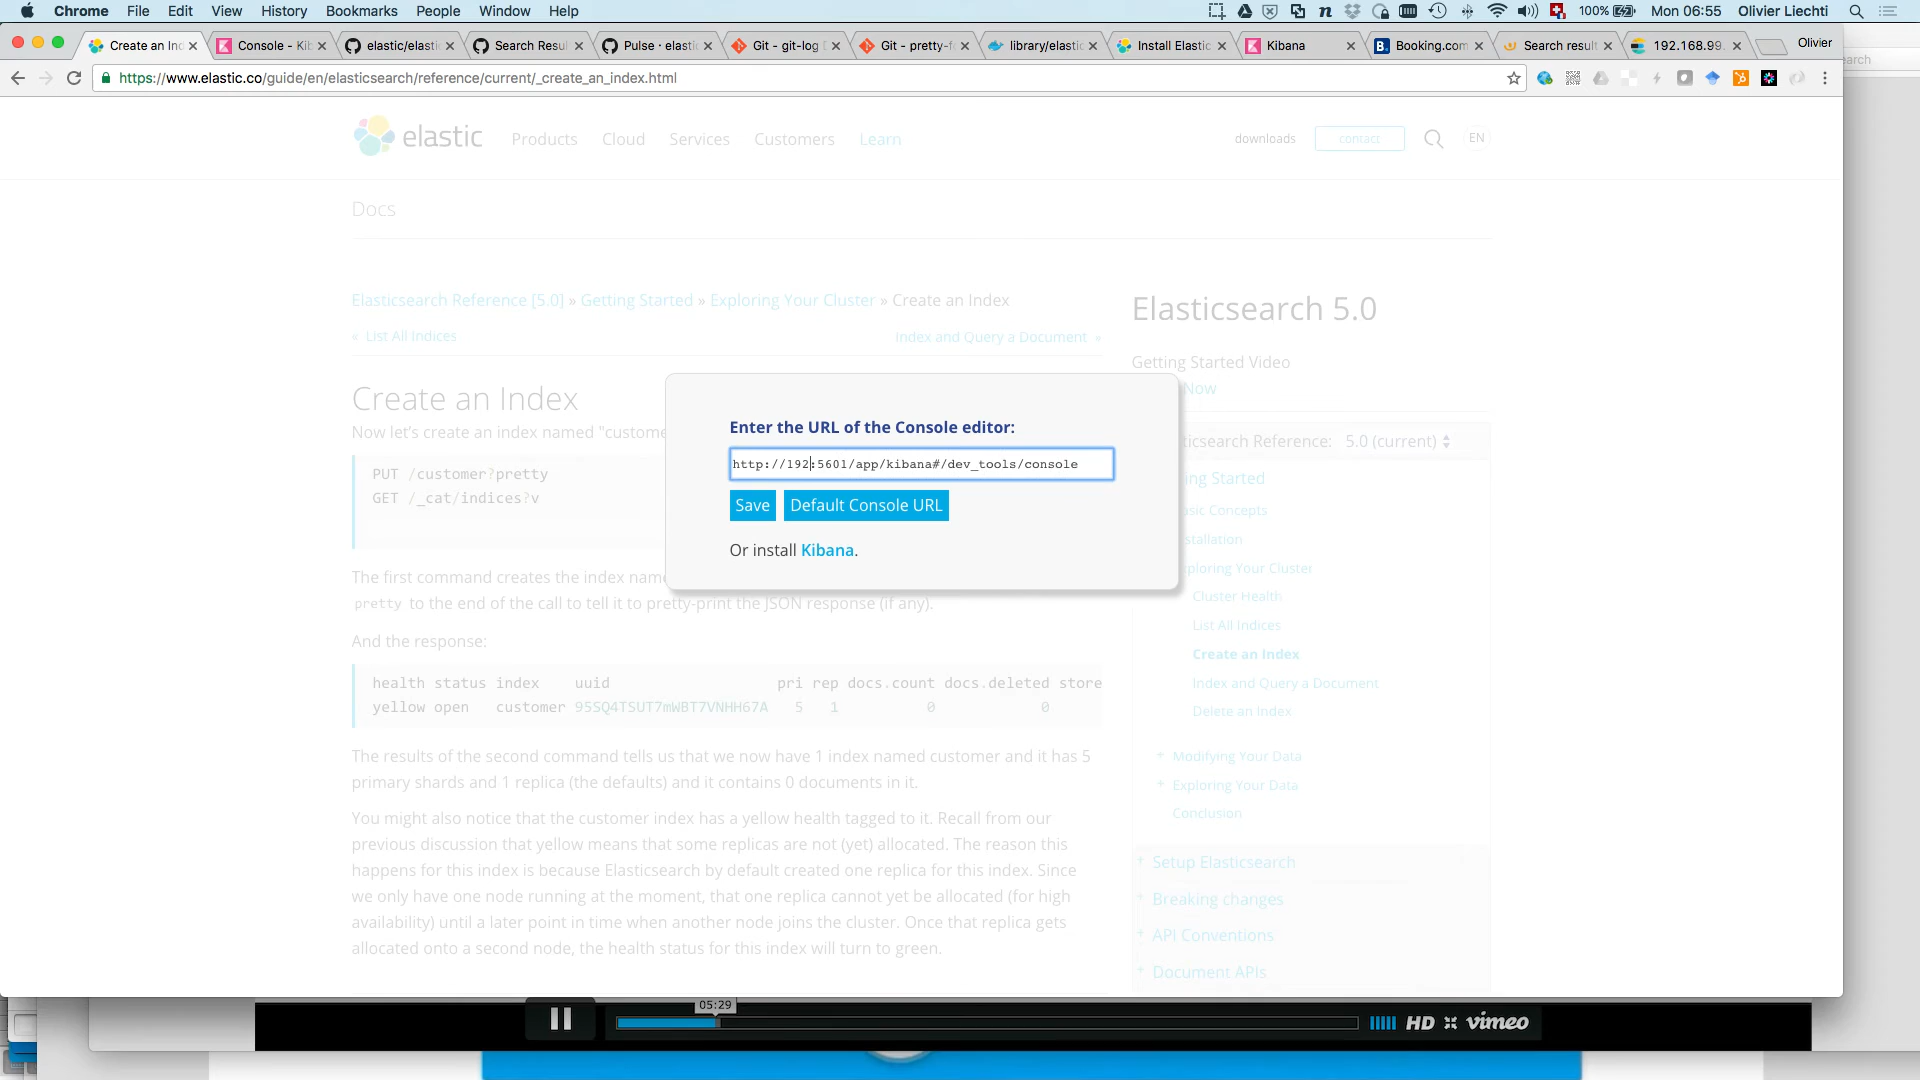 Chrome File Edit View History Bookmarks People Window Help 100% Mon 06:55 Olivier Liechti
Create an Inc Console - Kib elastic/elasti Search Resu Pulse · elasti Git - git-log D Git - pretty-f library/elasti Install Elastic Kibana Booking.com Search result 192.168.99. Olivier
https://www.elastic.co/guide/en/elasticsearch/reference/current/_create_an_index.html
elastic Products Cloud Services Customers Learn downloads contact EN
Docs
Elasticsearch Reference [5.0] » Getting Started » Exploring Your Cluster » Create an Index
« List All Indices Index and Query a Document »
Create an Index
Now let's create an index named "custome
PUT /customer?pretty
GET /_cat/indices?v
The first command creates the index name
pretty to the end of the call to tell it to pretty-print the JSON response (if any).
And the response:
health status index uuid pri rep docs.count docs.deleted store
yellow open customer 95SQ4TSUT7mWBT7VNHH67A 5 1 0 0
The results of the second command tells us that we now have 1 index named customer and it has 5
primary shards and 1 replica (the defaults) and it contains 0 documents in it.
You might also notice that the customer index has a yellow health tagged to it. Recall from our
previous discussion that yellow means that some replicas are not (yet) allocated. The reason this
happens for this index is because Elasticsearch by default created one replica for this index. Since
we only have one node running at the moment, that one replica cannot yet be allocated (for high
availability) until a later point in time when another node joins the cluster. Once that replica gets
allocated onto a second node, the health status for this index will turn to green.
Enter the URL of the Console editor:
http://192:5601/app/kibana#/dev_tools/console
Save Default Console URL
Or install Kibana.
Elasticsearch 5.0
Getting Started Video
Now
ticsearch Reference: 5.0 (current)
ng Started
sic Concepts
stallation
ploring Your Cluster
Cluster Health
List All Indices
Create an Index
Index and Query a Document
Delete an Index
+ Modifying Your Data
+ Exploring Your Data
Conclusion
+ Setup Elasticsearch
+ Breaking changes
+ API Conventions
+ Document APIs
05:29
HD vimeo